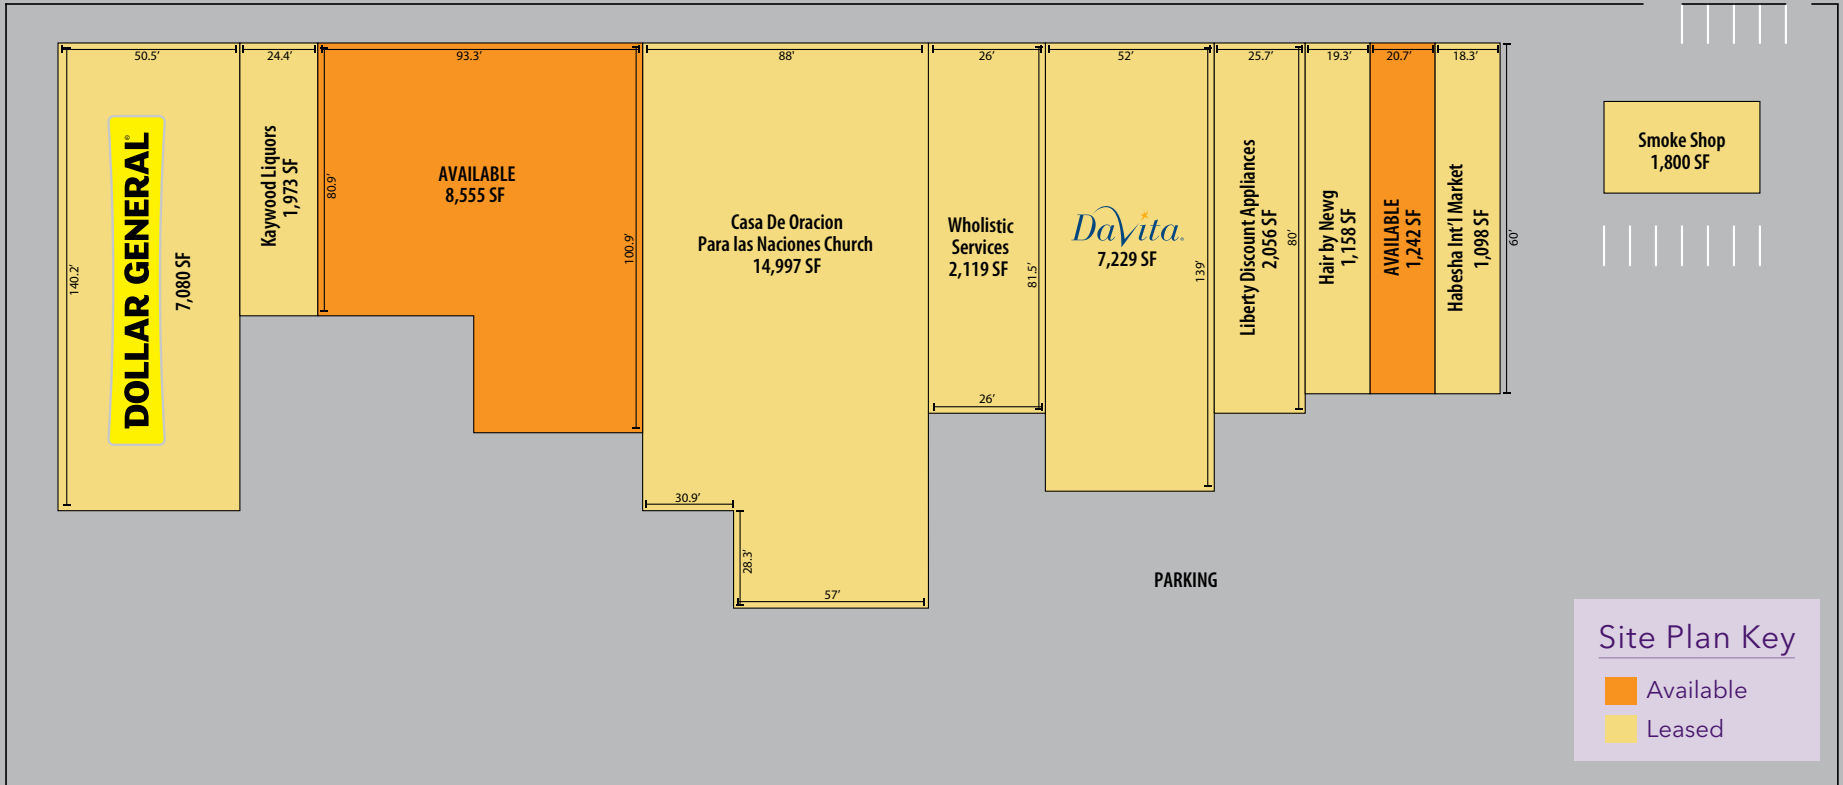 50.5'
24.4'
93.3'
88'
26'
52'
25.7'
19.3'
20.7'
18.3'
140.2'
DOLLAR GENERAL®
7,080 SF
Kaywood Liquors
1,973 SF
80.9'
AVAILABLE
8,555 SF
100.9'
Casa De Oracion
Para las Naciones Church
14,997 SF
30.9'
28.3'
57'
Wholistic
Services
2,119 SF
81.5'
26'
DaVita®
7,229 SF
139'
Liberty Discount Appliances
2,056 SF
80'
Hair by Newg
1,158 SF
AVAILABLE
1,242 SF
Habesha Int'l Market
1,098 SF
60'
Smoke Shop
1,800 SF
PARKING
Site Plan Key
Available
Leased